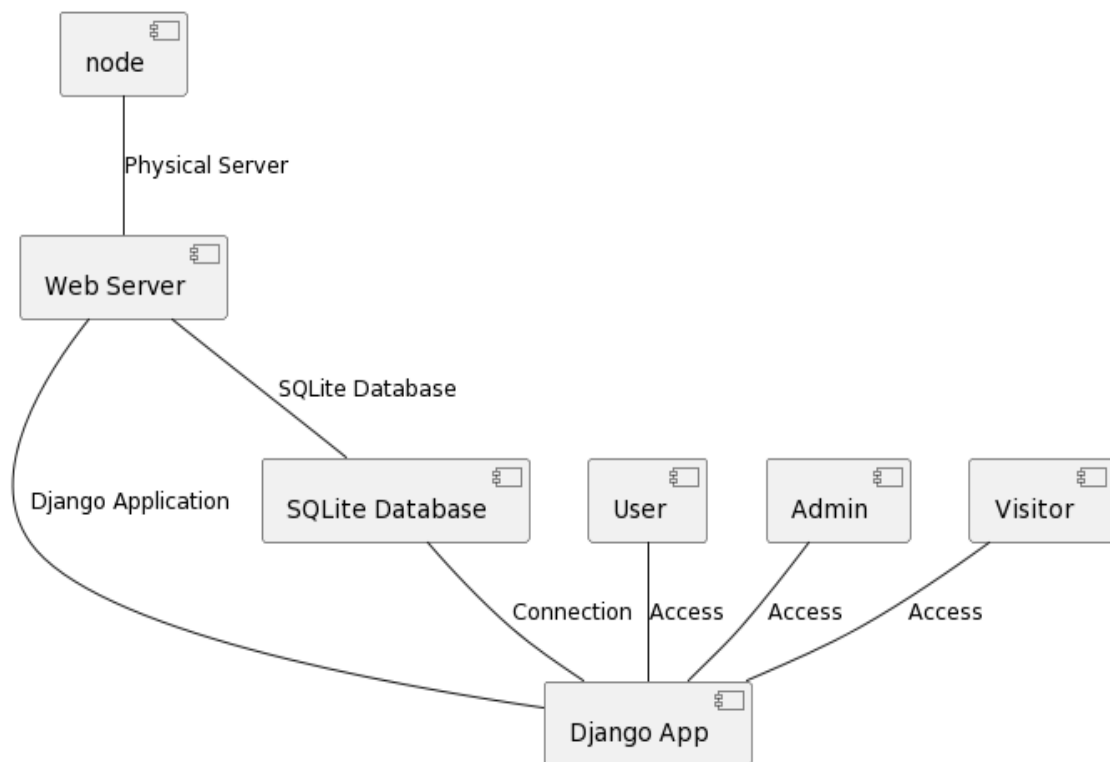 node
Physical Server
Web Server
SQLite Database
Django Application
SQLite Database
User
Admin
Visitor
Connection
Access
Access
Access
Django App